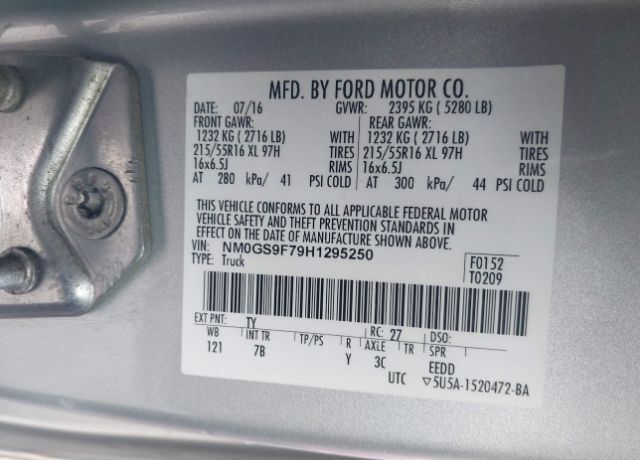 MFD. BY FORD MOTOR CO.
DATE: 07/16 GVWR: 2395 KG ( 5280 LB)
FRONT GAWR: REAR GAWR:
1232 KG ( 2716 LB) WITH 1232 KG ( 2716 LB) WITH
215/55R16 XL 97H TIRES 215/55R16 XL 97H TIRES
16x6.5J RIMS 16x6.5J RIMS
AT 280 kPa/ 41 PSI COLD AT 300 kPa/ 44 PSI COLD
THIS VEHICLE CONFORMS TO ALL APPLICABLE FEDERAL MOTOR
VEHICLE SAFETY AND THEFT PREVENTION STANDARDS IN
EFFECT ON THE DATE OF MANUFACTURE SHOWN ABOVE.
VIN: NM0GS9F79H1295250 F0152
TYPE: Truck T0209
EXT PNT: TY RC: 27 DSO:
WB INT TR TP/PS R AXLE TR SPR
121 7B Y 3C EEDD
UTC ▽5U5A-1520472-BA